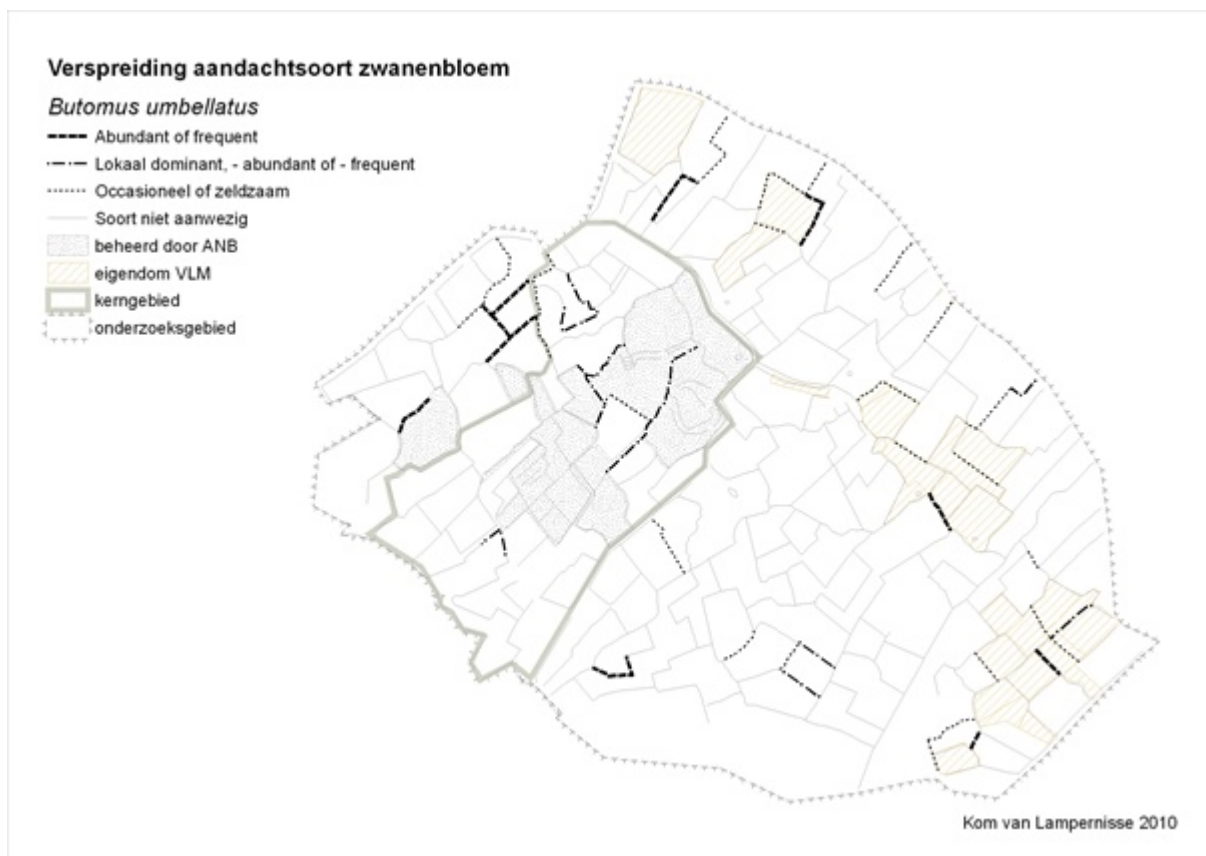 Verspreiding aandachtsoort zwanenbloem
Butomus umbellatus
Abundant of frequent
Lokaal dominant, - abundant of - frequent
Occasioneel of zeldzaam
Soort niet aanwezig
beheerd door ANB
eigendom VLM
kerngebied
onderzoeksgebied
Kom van Lampernisse 2010